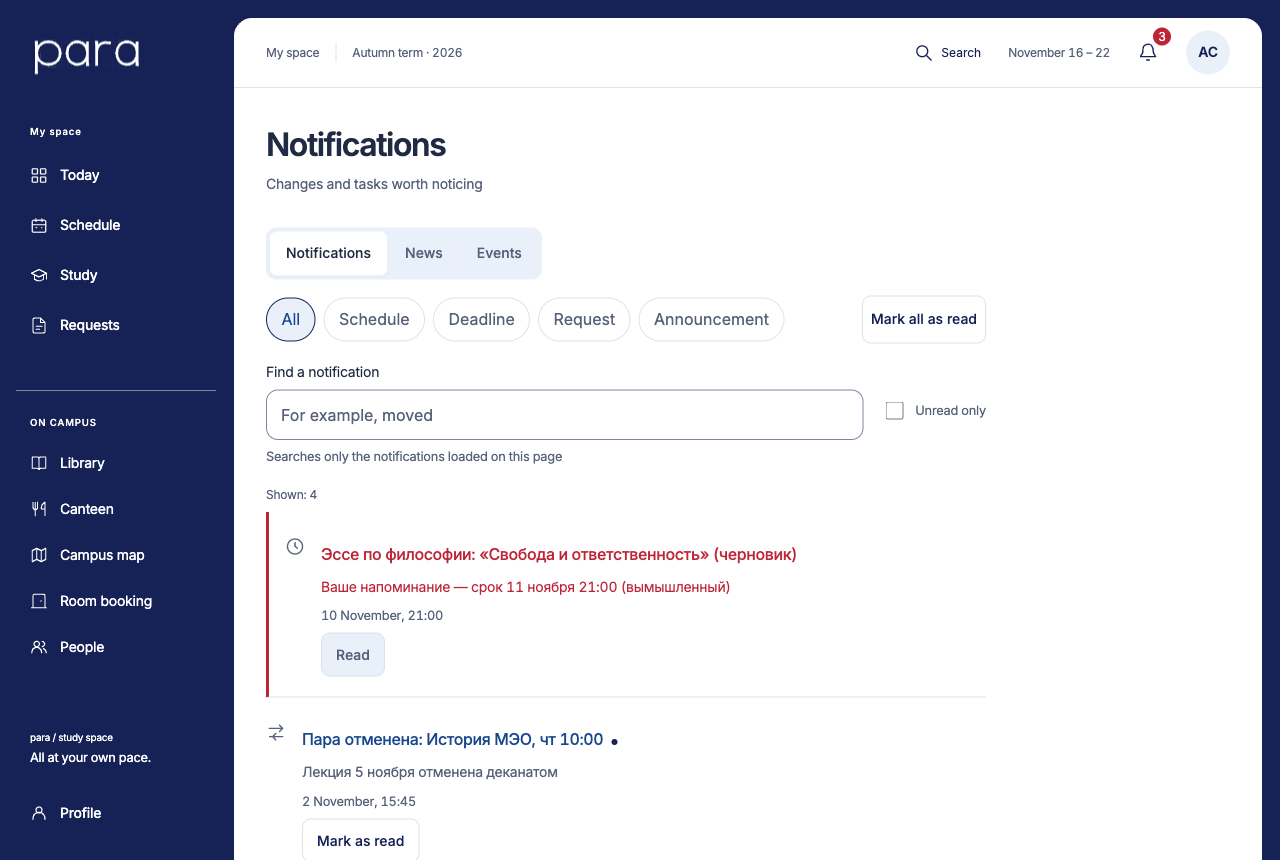 para
My space
Today
Schedule
Study
Requests
ON CAMPUS
Library
Canteen
Campus map
Room booking
People
para / study space
All at your own pace.
Profile
My space
Autumn term · 2026
Search
November 16 – 22
3
AC
Notifications
Changes and tasks worth noticing
Notifications
News
Events
All
Schedule
Deadline
Request
Announcement
Mark all as read
Find a notification
For example, moved
Unread only
Searches only the notifications loaded on this page
Shown: 4
Эссе по философии: «Свобода и ответственность» (черновик)
Ваше напоминание — срок 11 ноября 21:00 (вымышленный)
10 November, 21:00
Read
Пара отменена: История МЭО, чт 10:00
Лекция 5 ноября отменена деканатом
2 November, 15:45
Mark as read